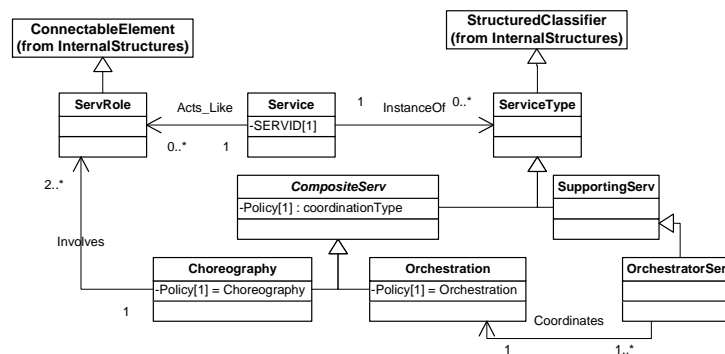 ConnectableElement
(from InternalStructures)
StructuredClassifier
(from InternalStructures)
ServRole
Acts_Like
0..*
1
Service
-SERVID[1]
1
InstanceOf
0..*
ServiceType
2..*
CompositeServ
-Policy[1] : coordinationType
SupportingServ
Involves
Choreography
-Policy[1] = Choreography
1
Orchestration
-Policy[1] = Orchestration
OrchestratorSer
Coordinates
1
1..*